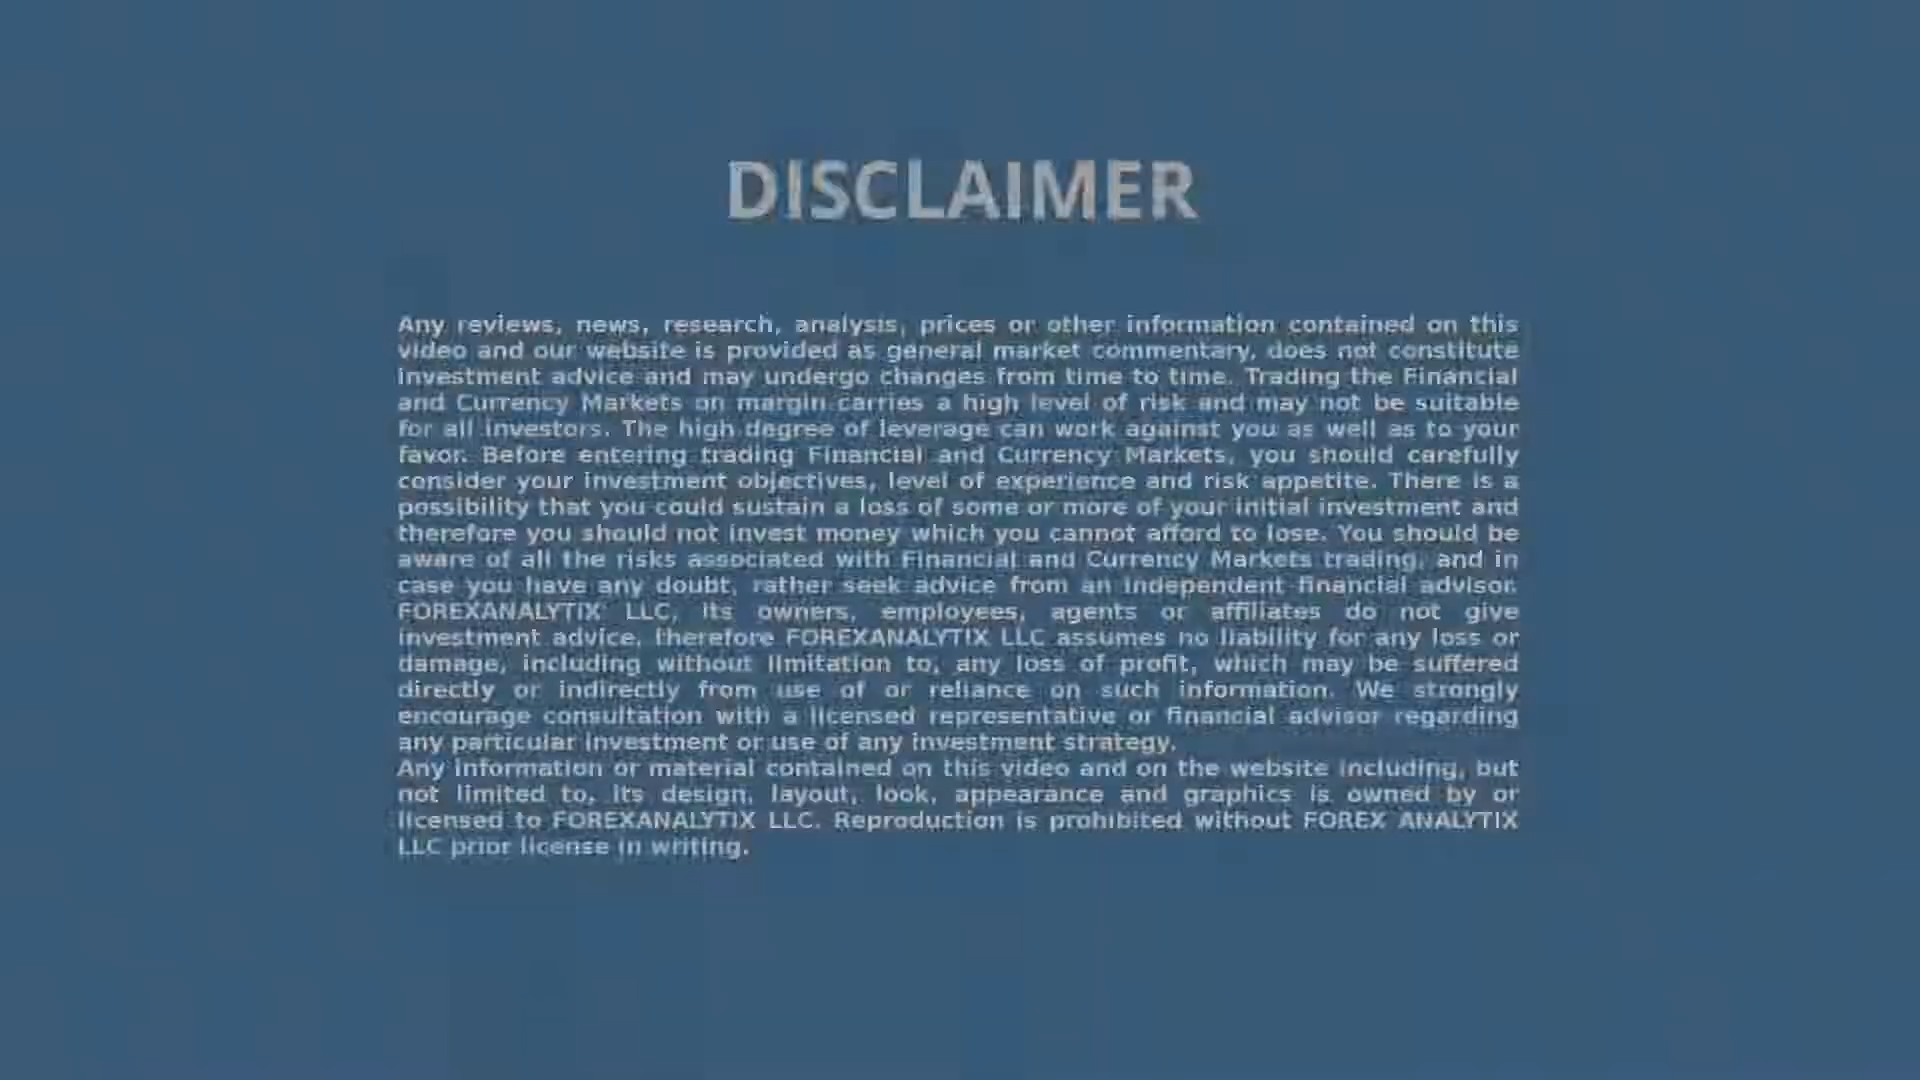 DISCLAIMER
Any reviews, news, research, analysis, prices or other information contained on this
video and our website is provided as general market commentary, does not constitute
investment advice and may undergo changes from time to time. Trading the Financial
and Currency Markets on margin carries a high level of risk and may not be suitable
for all investors. The high degree of leverage can work against you as well as to your
favor. Before entering trading Financial and Currency Markets, you should carefully
consider your investment objectives, level of experience and risk appetite. There is a
possibility that you could sustain a loss of some or more of your initial investment and
therefore you should not invest money which you cannot afford to lose. You should be
aware of all the risks associated with Financial and Currency Markets trading, and in
case you have any doubt, rather seek advice from an independent financial advisor.
FOREXANALYTIX LLC, its owners, employees, agents or affiliates do not give
investment advice, therefore FOREXANALYTIX LLC assumes no liability for any loss or
damage, including without limitation to, any loss of profit, which may be suffered
directly or indirectly from use of or reliance on such information. We strongly
encourage consultation with a licensed representative or financial advisor regarding
any particular investment or use of any investment strategy.
Any information or material contained on this video and on the website including, but
not limited to, its design, layout, look, appearance and graphics is owned by or
licensed to FOREXANALYTIX LLC. Reproduction is prohibited without FOREX ANALYTIX
LLC prior license in writing.